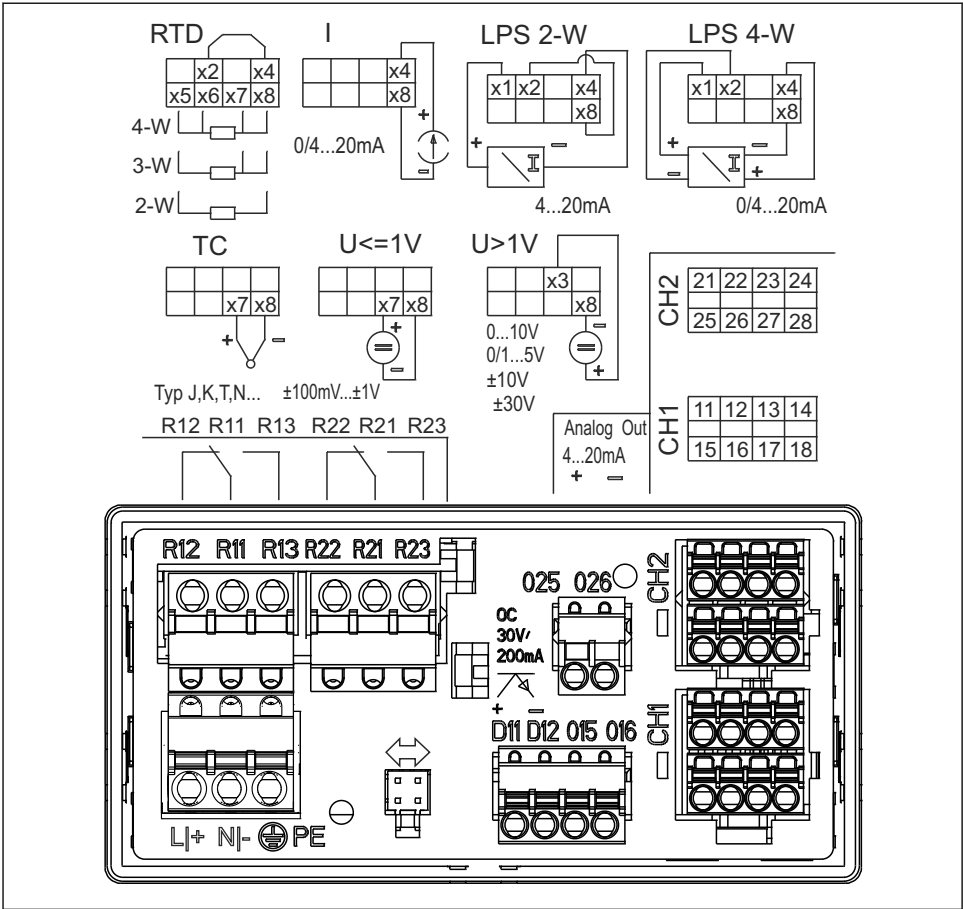 RTD I LPS 2-W LPS 4-W
x2 x4 x4 x1 x2 x4 x1 x2 x4
x5 x6 x7 x8 x8 x8 x8
4-W
3-W
2-W
+
-
0/4...20mA
+ -
I
4...20mA
+ -
- +
I
0/4...20mA
TC U<=1V U>1V
x7 x8 x7 x8 x3
x8
+ -
+
-
-
+
0...10V
0/1...5V
±10V
±30V
Typ J,K,T,N... ±100mV...±1V
CH2
21 22 23 24
25 26 27 28
CH1
11 12 13 14
15 16 17 18
Analog Out
4...20mA
+ -
R12 R11 R13 R22 R21 R23
R12 R11 R13 R22 R21 R23
O25 O26
CH2
OC
30V/
200mA
+ -
D11 D12 O15 O16
CH1
L|+ N|- PE